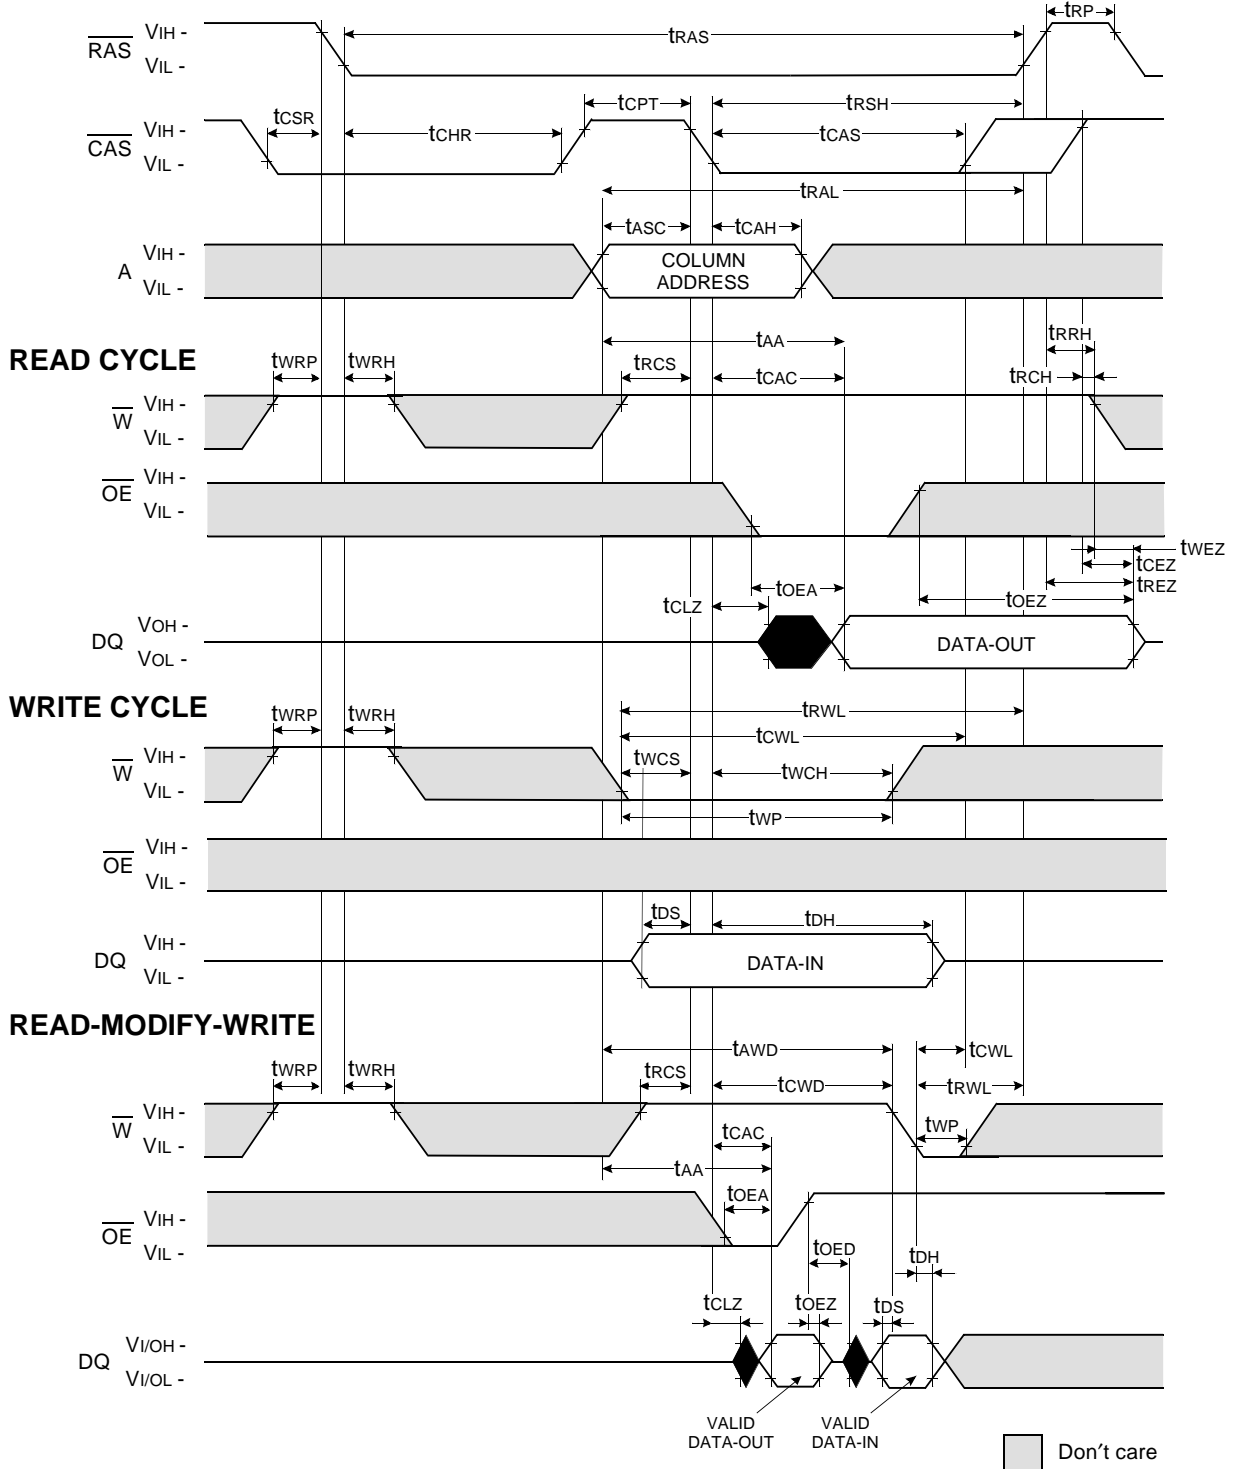 tRP
VIH -
RAS
VIL -
tRAS
tCSR
tCPT
tRSH
VIH -
CAS
VIL -
tCHR
tCAS
tRAL
tASC
tCAH
VIH -
A
VIL -
COLUMN
ADDRESS
READ CYCLE
tWRP
tWRH
tAA
tRCS
tCAC
tRRH
tRCH
VIH -
W
VIL -
VIH -
OE
VIL -
tWEZ
tCEZ
tREZ
tOEA
tOEZ
tCLZ
VOH -
DQ
VOL -
DATA-OUT
WRITE CYCLE
tWRP
tWRH
tRWL
tCWL
tWCS
tWCH
VIH -
W
VIL -
tWP
VIH -
OE
VIL -
tDS
tDH
VIH -
DQ
VIL -
DATA-IN
READ-MODIFY-WRITE
tAWD
tCWL
tWRP
tWRH
tRCS
tCWD
tRWL
VIH -
W
VIL -
tWP
tCAC
tAA
tOEA
VIH -
OE
VIL -
tOED
tDH
tCLZ
tOEZ
tDS
VI/OH -
DQ
VI/OL -
VALID
DATA-OUT
VALID
DATA-IN
Don′t care